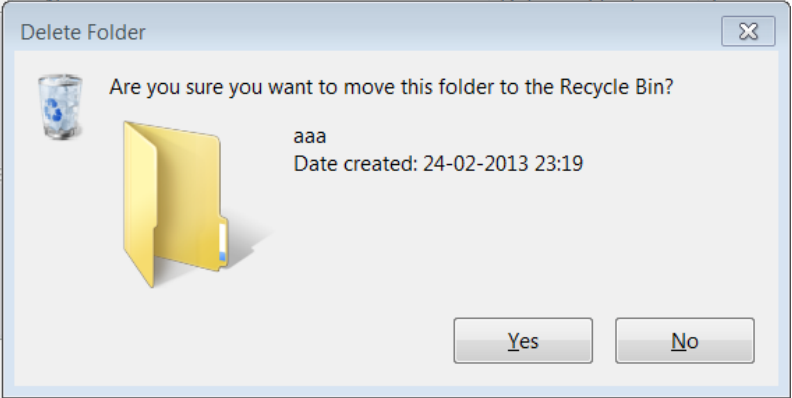 Delete Folder
Are you sure you want to move this folder to the Recycle Bin?
aaa
Date created: 24-02-2013 23:19
Yes
No